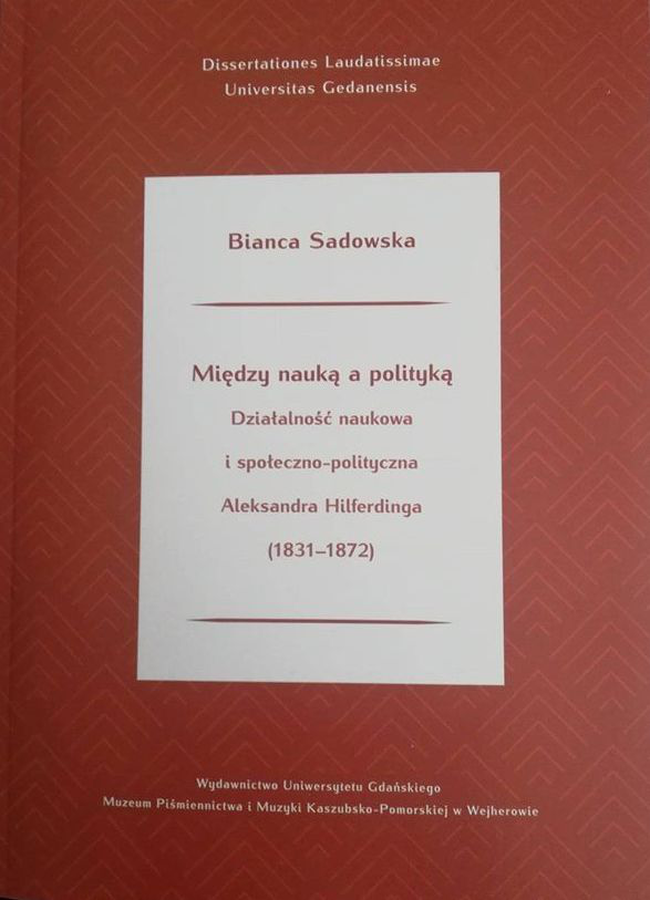 Dissertationes Laudatissimae
Universitas Gedanensis
Bianca Sadowska
Między nauką a polityką
Działalność naukowa
i społeczno-polityczna
Aleksandra Hilferdinga
(1831–1872)
Wydawnictwo Uniwersytetu Gdańskiego
Muzeum Piśmiennictwa i Muzyki Kaszubsko-Pomorskiej w Wejherowie